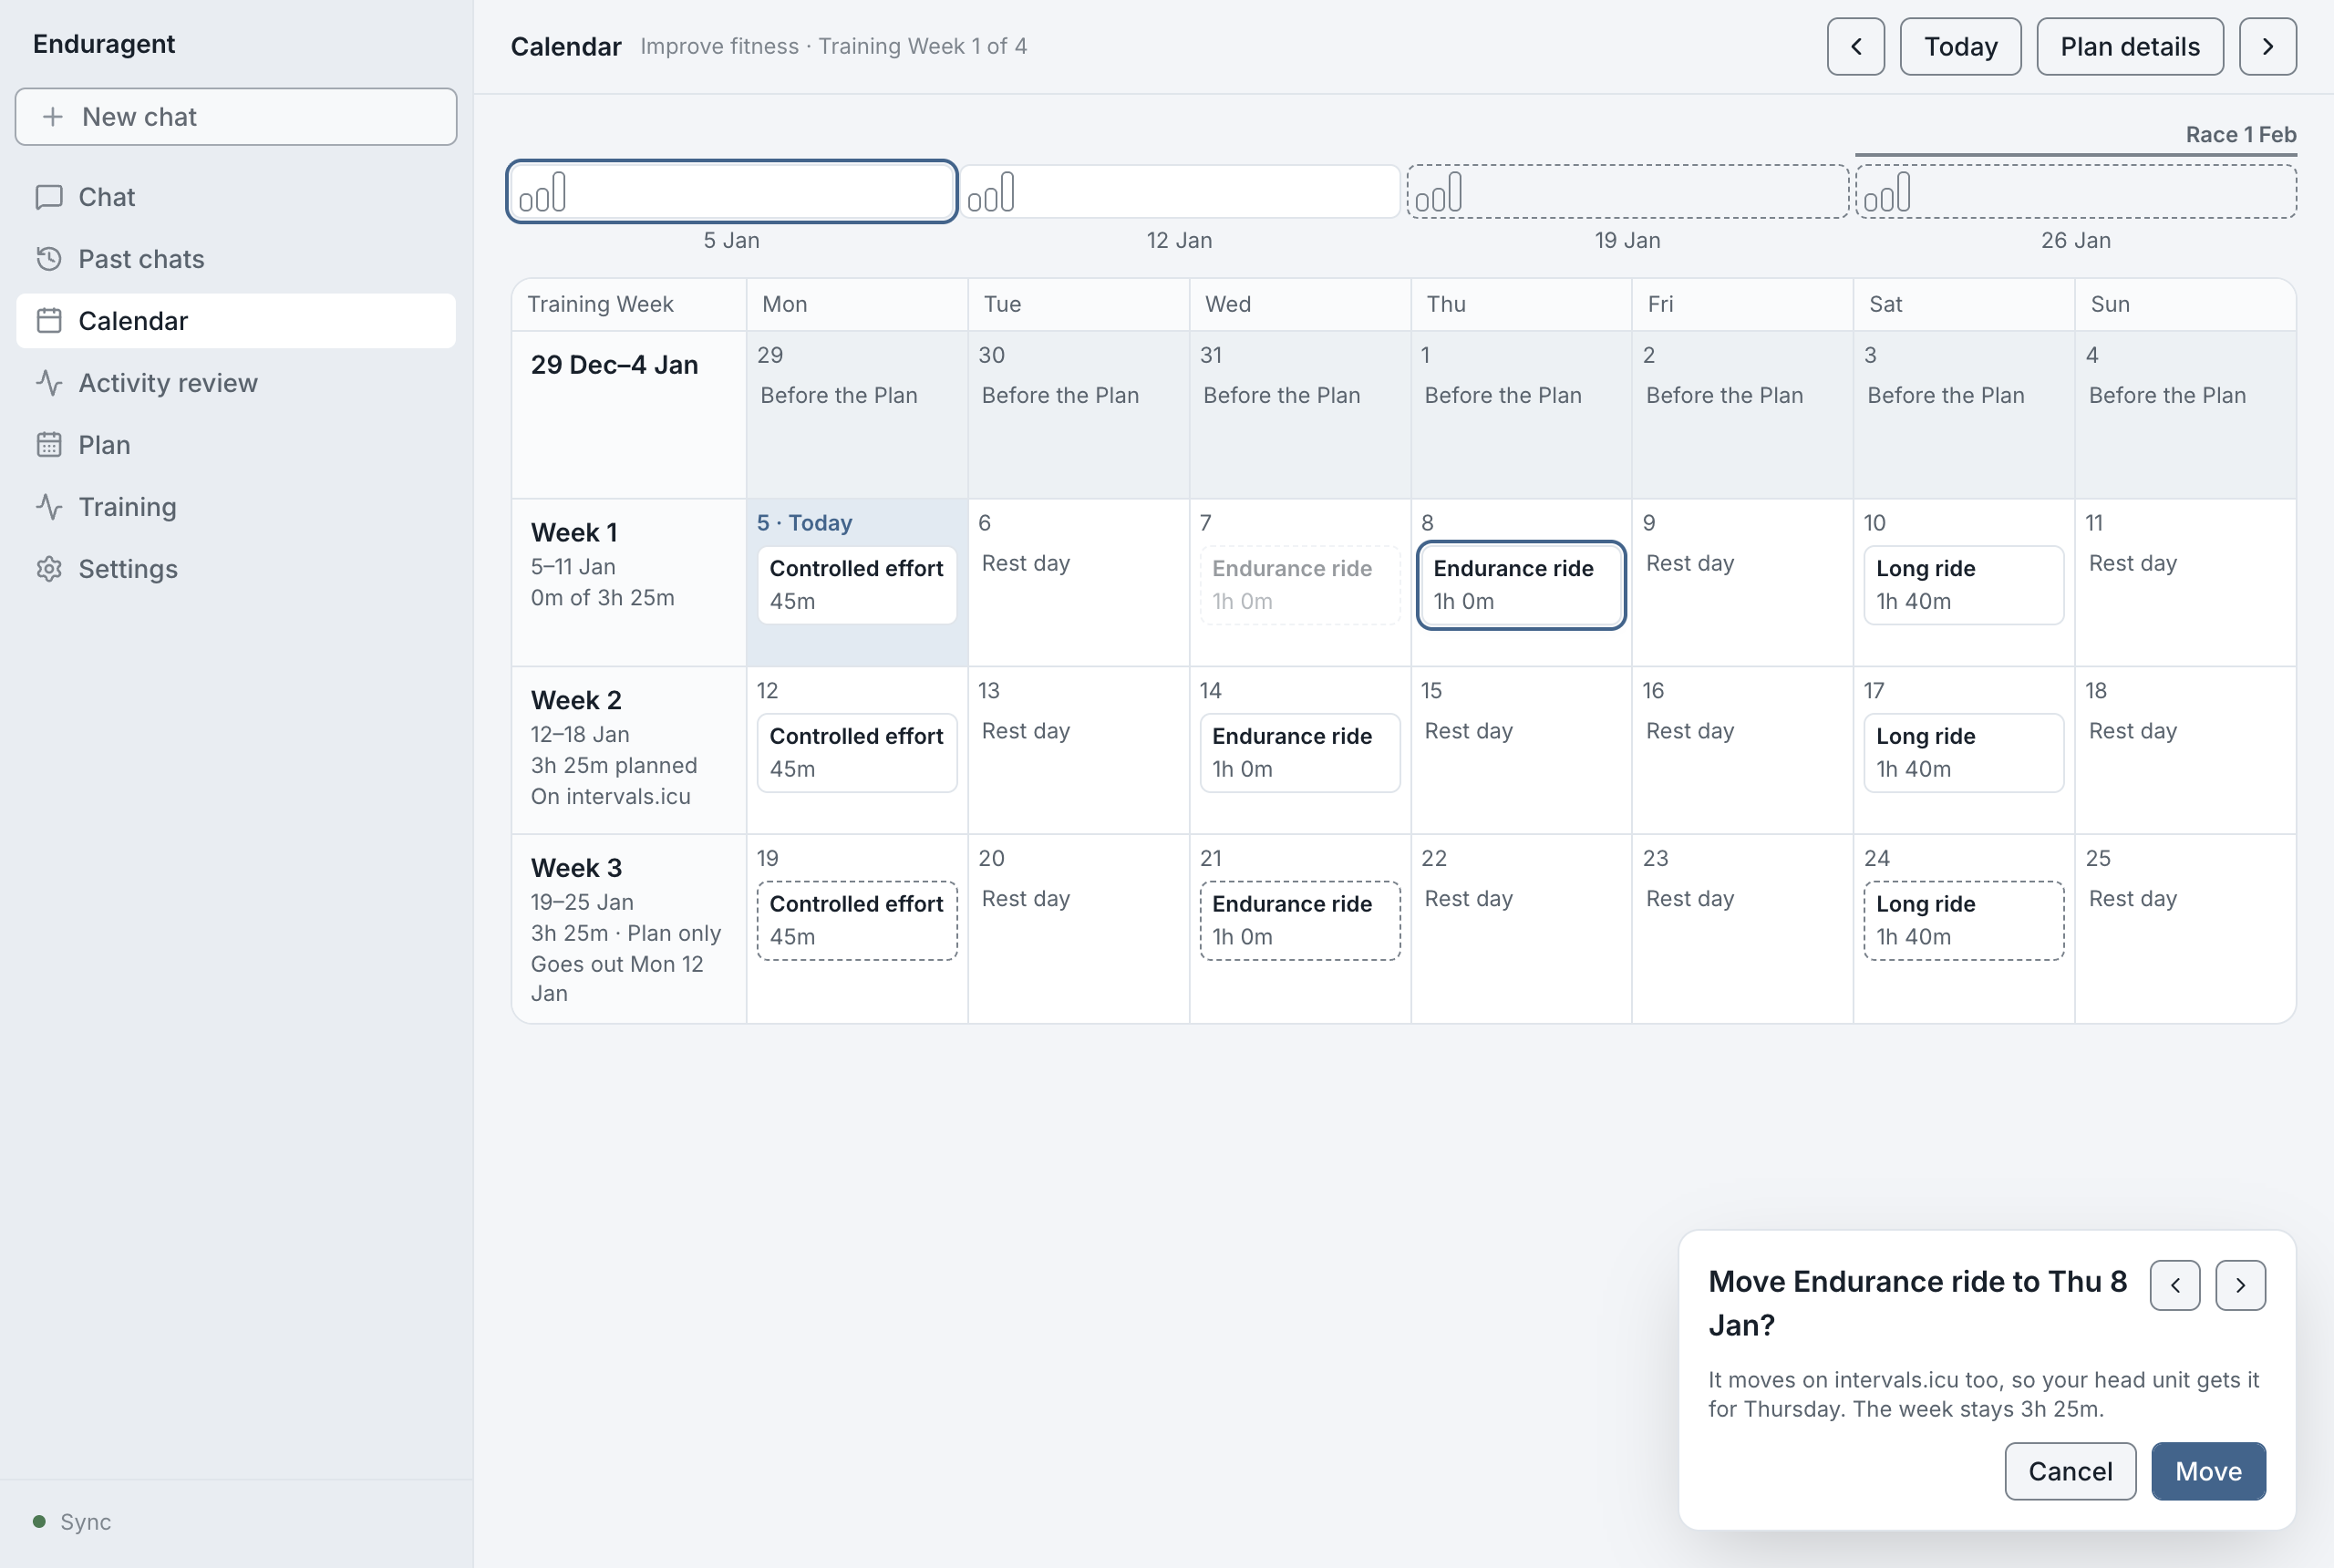 Enduragent
New chat
Chat
Past chats
Calendar
Activity review
Plan
Training
Settings
Sync
Calendar Improve fitness · Training Week 1 of 4
Today
Plan details
Race 1 Feb
5 Jan
12 Jan
19 Jan
26 Jan
Training Week Mon Tue Wed Thu Fri Sat Sun
29 Dec–4 Jan
29
Before the Plan
30
Before the Plan
31
Before the Plan
1
Before the Plan
2
Before the Plan
3
Before the Plan
4
Before the Plan
Week 1
5–11 Jan
0m of 3h 25m
5 · Today
Controlled effort
45m
6
Rest day
7
Endurance ride
1h 0m
8
Endurance ride
1h 0m
9
Rest day
10
Long ride
1h 40m
11
Rest day
Week 2
12–18 Jan
3h 25m planned
On intervals.icu
12
Controlled effort
45m
13
Rest day
14
Endurance ride
1h 0m
15
Rest day
16
Rest day
17
Long ride
1h 40m
18
Rest day
Week 3
19–25 Jan
3h 25m · Plan only
Goes out Mon 12
Jan
19
Controlled effort
45m
20
Rest day
21
Endurance ride
1h 0m
22
Rest day
23
Rest day
24
Long ride
1h 40m
25
Rest day
Move Endurance ride to Thu 8
Jan?
It moves on intervals.icu too, so your head unit gets it
for Thursday. The week stays 3h 25m.
Cancel
Move